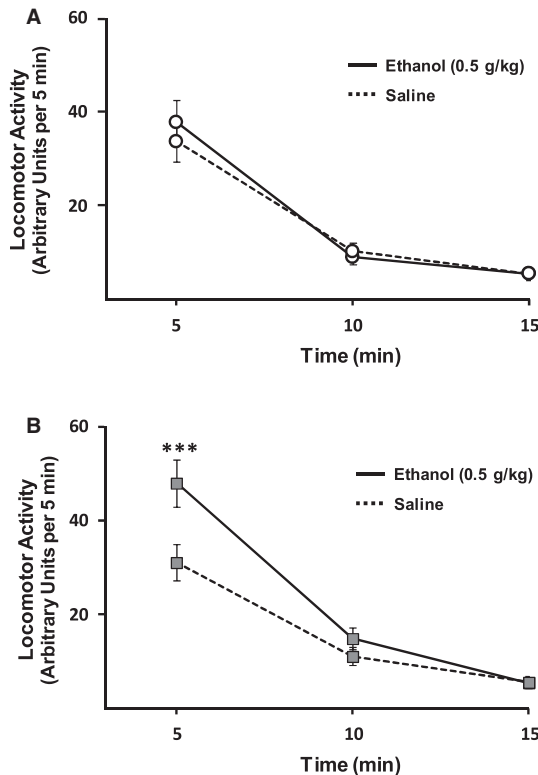 A
60
40
20
Locomotor Activity
(Arbitrary Units per 5 min)
Ethanol (0.5 g/kg)
Saline
5
10
15
Time (min)
B
60
40
20
Locomotor Activity
(Arbitrary Units per 5 min)
***
Ethanol (0.5 g/kg)
Saline
5
10
15
Time (min)